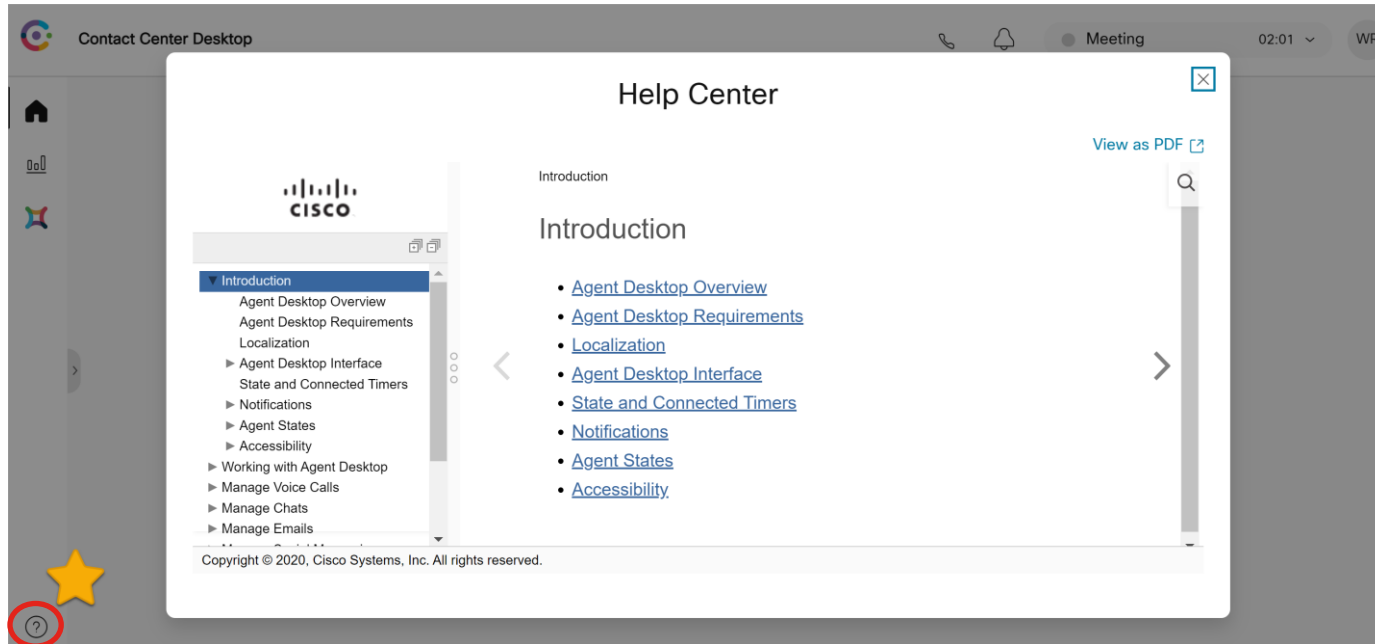 Contact Center Desktop
Meeting
02:01
Help Center
View as PDF
CISCO
Introduction
Agent Desktop Overview
Agent Desktop Requirements
Localization
Agent Desktop Interface
State and Connected Timers
Notifications
Agent States
Accessibility
Working with Agent Desktop
Manage Voice Calls
Manage Chats
Manage Emails
Introduction
Introduction
Agent Desktop Overview
Agent Desktop Requirements
Localization
Agent Desktop Interface
State and Connected Timers
Notifications
Agent States
Accessibility
Copyright © 2020, Cisco Systems, Inc. All rights reserved.